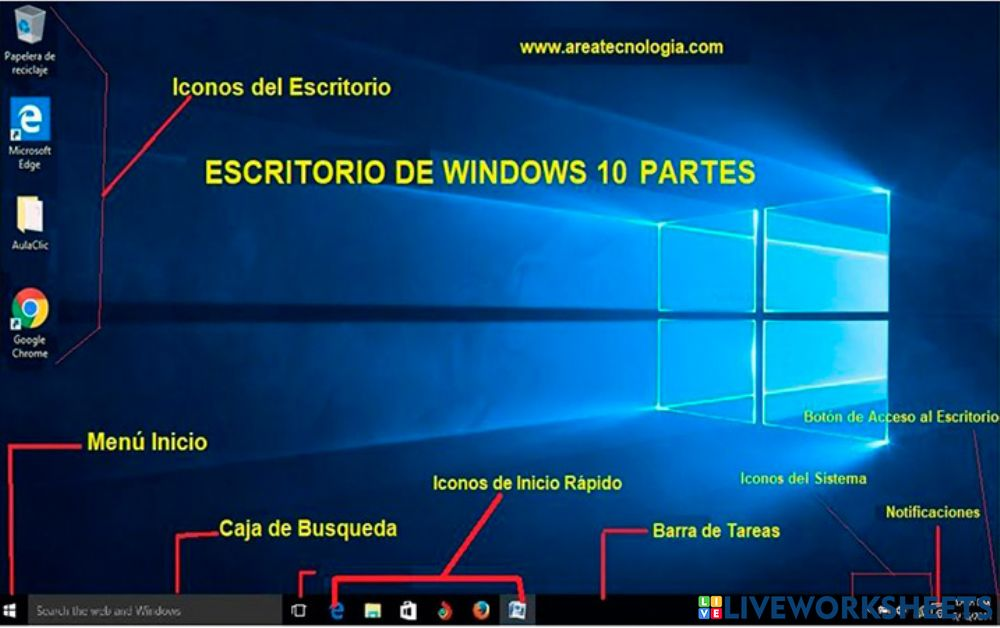 www.areatecnologia.com
Papelera de
reciclaje
Iconos del Escritorio
Microsoft
Edge
ESCRITORIO DE WINDOWS 10 PARTES
AulaClic
Google
Chrome
Botón de Acceso al Escritorio
Menú Inicio
Iconos del Sistema
Iconos de Inicio Rápido
Notificaciones
Caja de Busqueda
Barra de Tareas
Search the web and Windows
LIVE LIVEWORKSHEETS